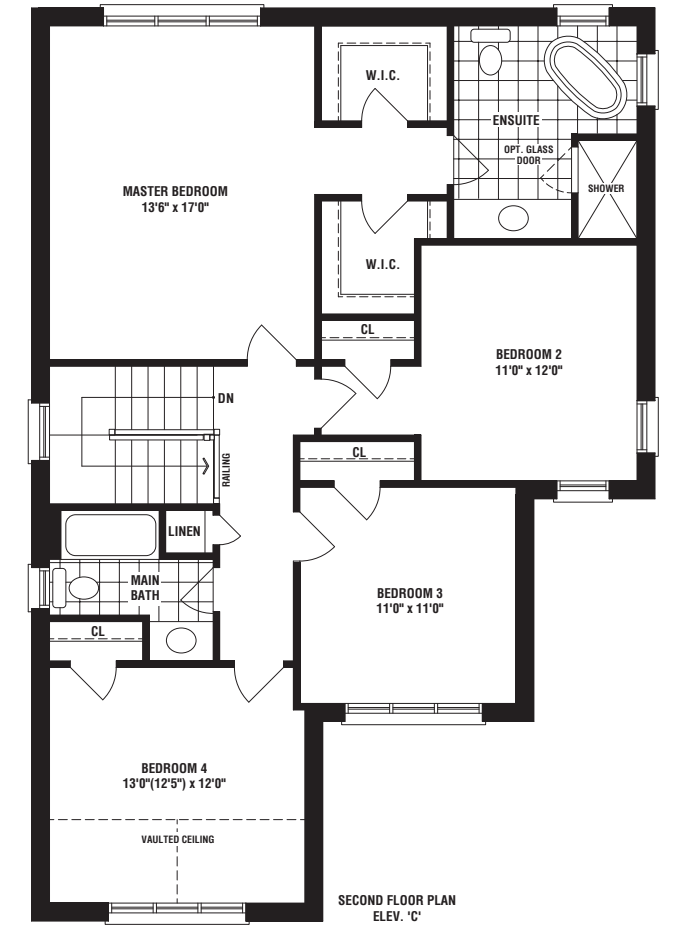 W.I.C.
ENSUITE
OPT. GLASS
DOOR
MASTER BEDROOM
13'6" x 17'0"
SHOWER
W.I.C.
CL
BEDROOM 2
11'0" x 12'0"
DN
CL
RAILING
LINEN
MAIN
BATH
BEDROOM 3
11'0" x 11'0"
CL
BEDROOM 4
13'0"(12'5") x 12'0"
VAULTED CEILING
SECOND FLOOR PLAN
ELEV. 'C'